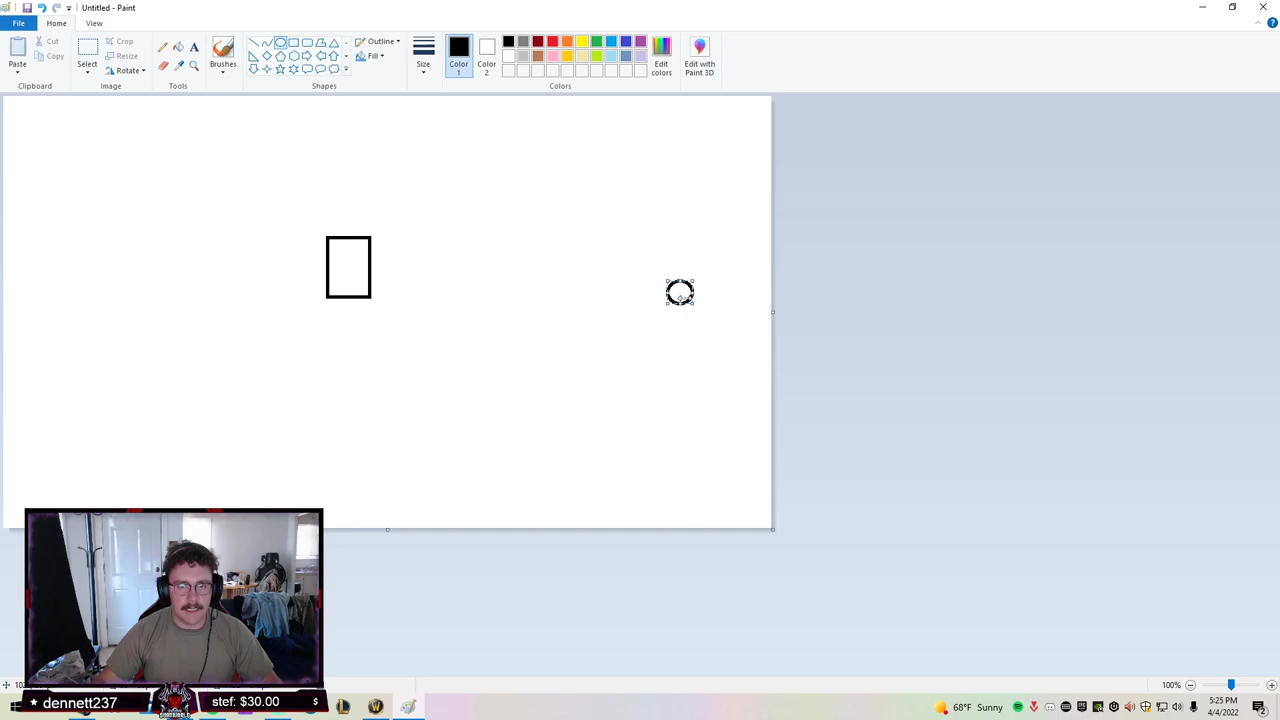 Untitled - Paint
File
Home
View
Paste
Cut
Copy
Clipboard
Select
Crop
Resize
Rotate
Image
Tools
Brushes
Shapes
Outline
Fill
Size
Color 1
Color 2
Edit colors
Colors
Edit with Paint 3D
100%
dennett237
stef: $30.00
$
68°F Sunny
5:25 PM
4/4/2022